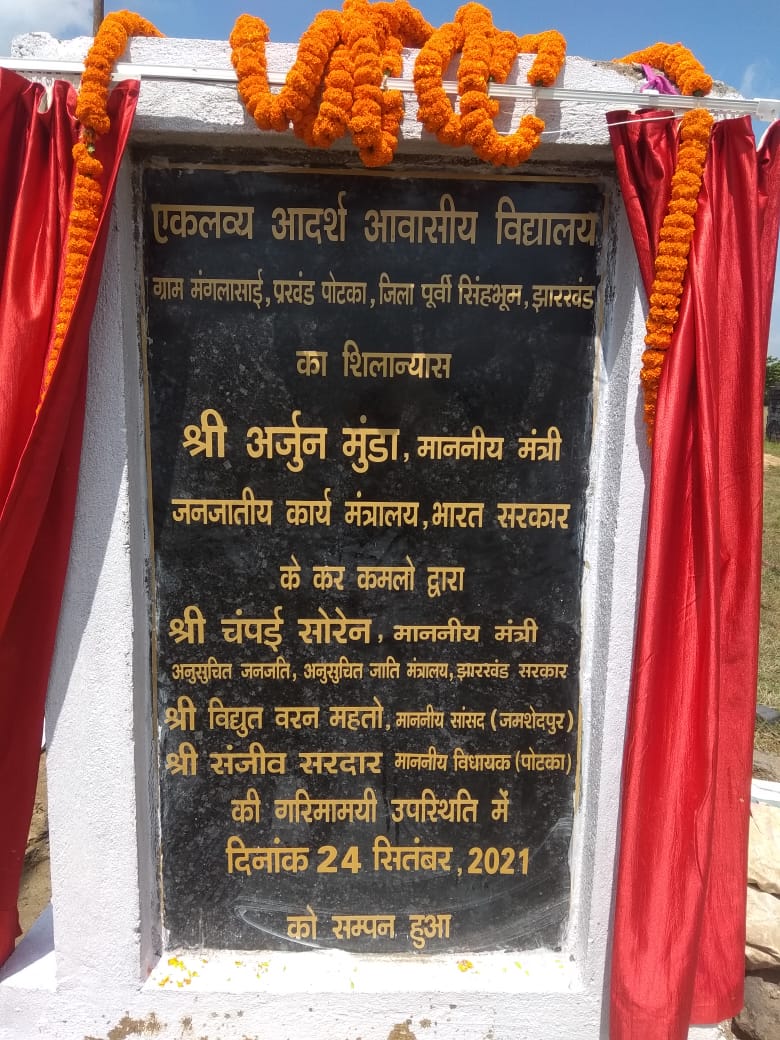 एकलव्य आदर्श आवासीय विद्यालय
ग्राम मंगलासाई, प्रखंड पोटका, जिला पूर्वी सिंहभूम, झारखंड
का शिलान्यास
श्री अर्जुन मुंडा, माननीय मंत्री
जनजातीय कार्य मंत्रालय, भारत सरकार
के कर कमलो द्वारा
श्री चंपई सोरेन, माननीय मंत्री
अनुसुचित जनजति, अनुसुचित जाति मंत्रालय, झारखंड सरकार
श्री विद्युत वरन महतो, माननीय सांसद (जमशेदपुर)
श्री संजीव सरदार माननीय विधायक (पोटका)
की गरिमामयी उपस्थिति में
दिनांक 24 सितंबर, 2021
को सम्पन हुआ